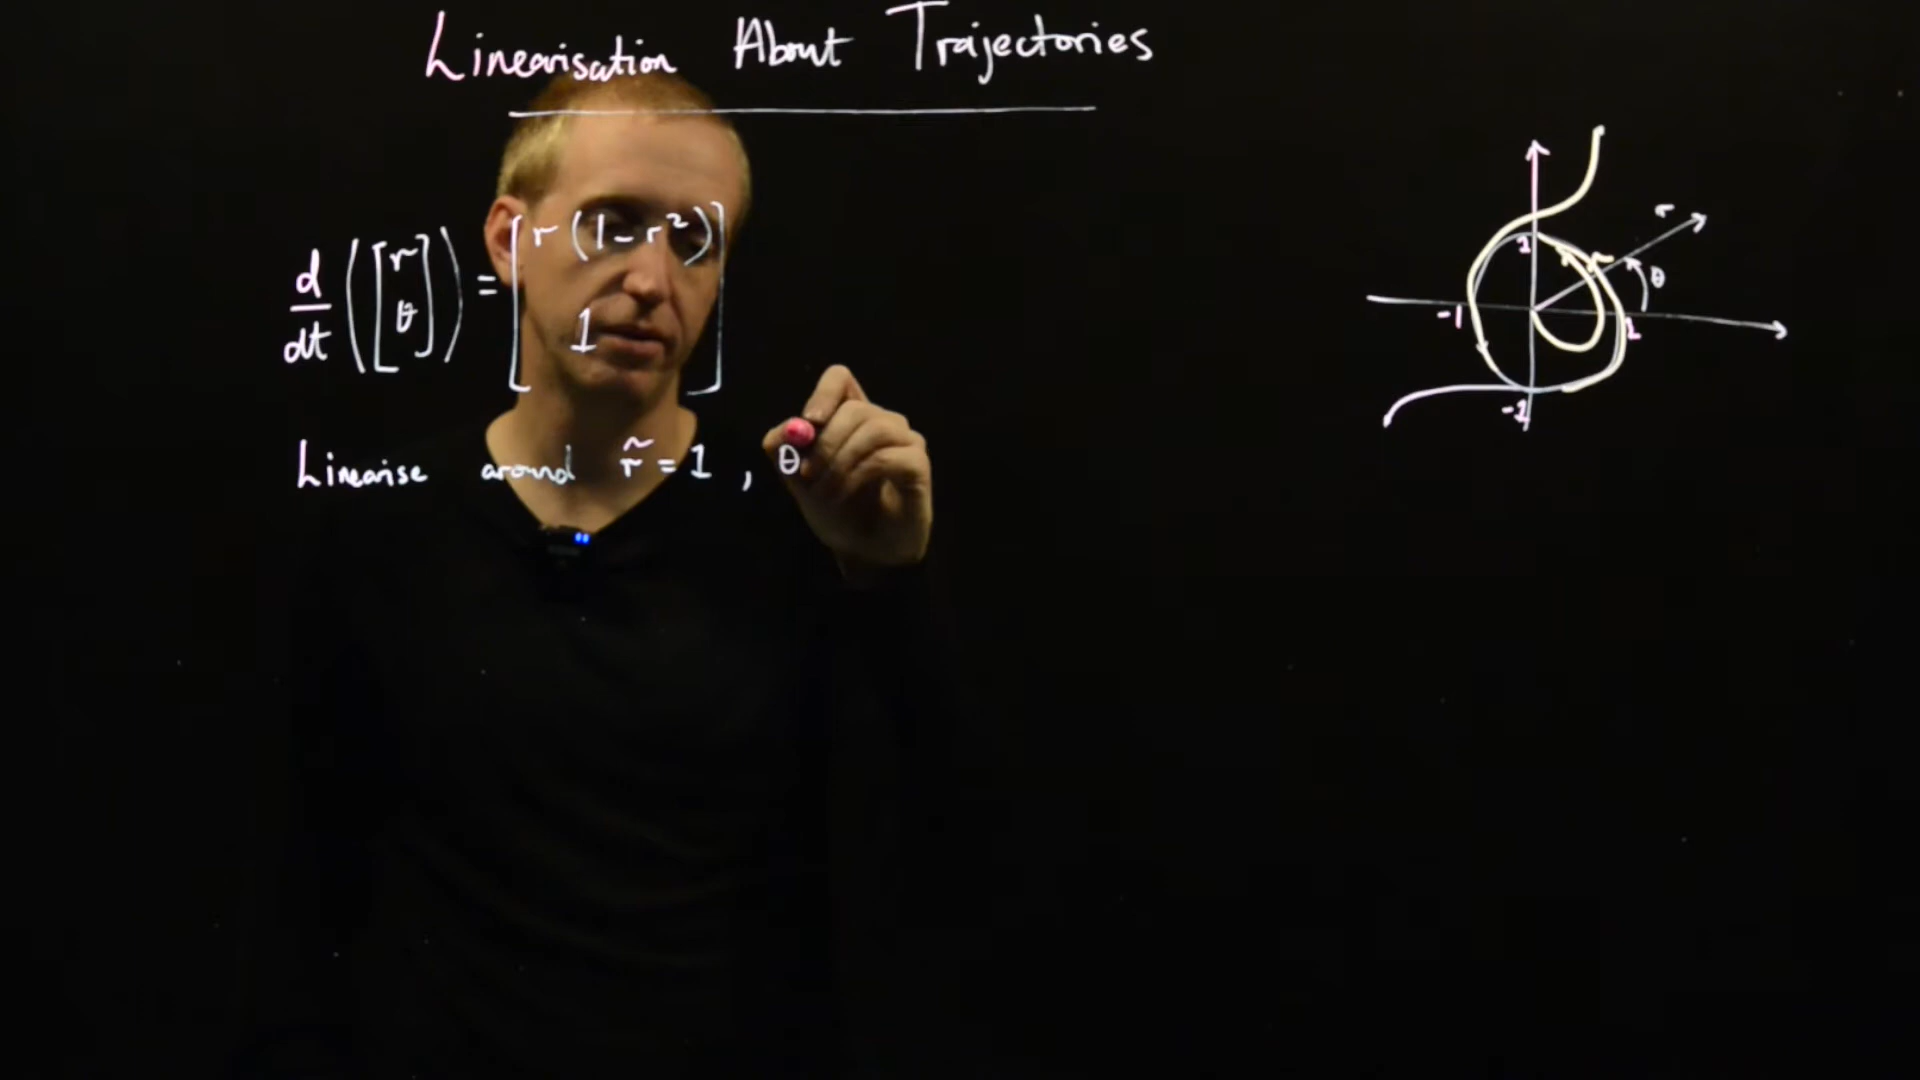 Linearisation About Trajectories
d/dt ([r θ]) = [r(1-r²) 1]
Linearise around r̃ = 1 , θ
r
r
θ
1
-1
1
-1